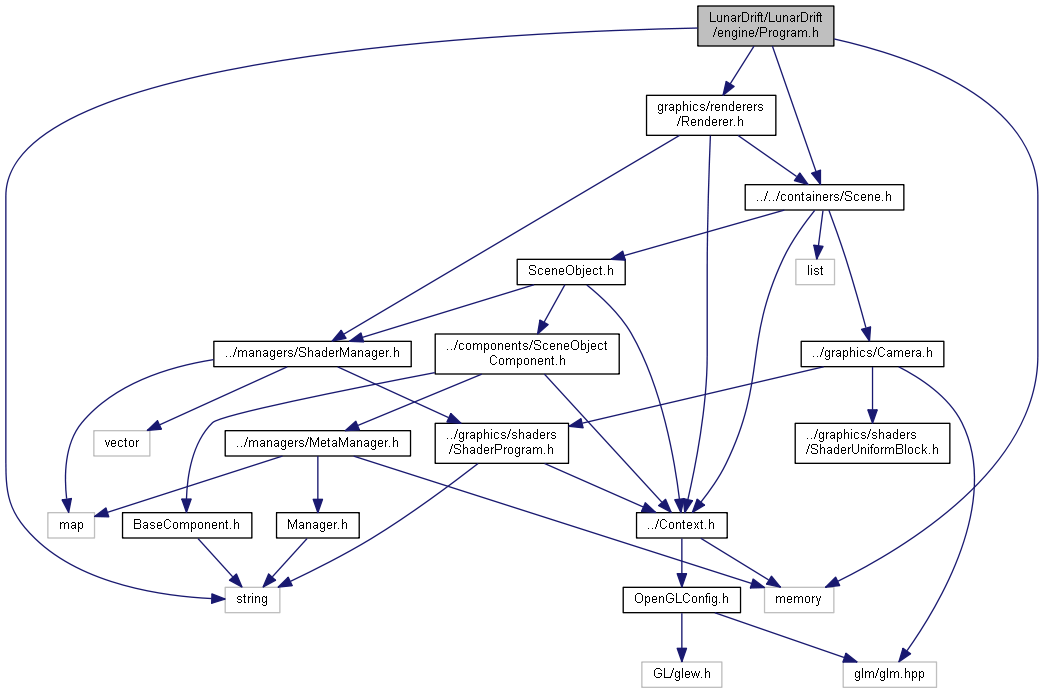 LunarDrift/LunarDrift
/engine/Program.h
graphics/renderers
/Renderer.h
../../containers/Scene.h
SceneObject.h
list
../managers/ShaderManager.h
../components/SceneObject
Component.h
../graphics/Camera.h
vector
../managers/MetaManager.h
../graphics/shaders
/ShaderProgram.h
../graphics/shaders
/ShaderUniformBlock.h
map
BaseComponent.h
Manager.h
../Context.h
string
OpenGLConfig.h
memory
GL/glew.h
glm/glm.hpp